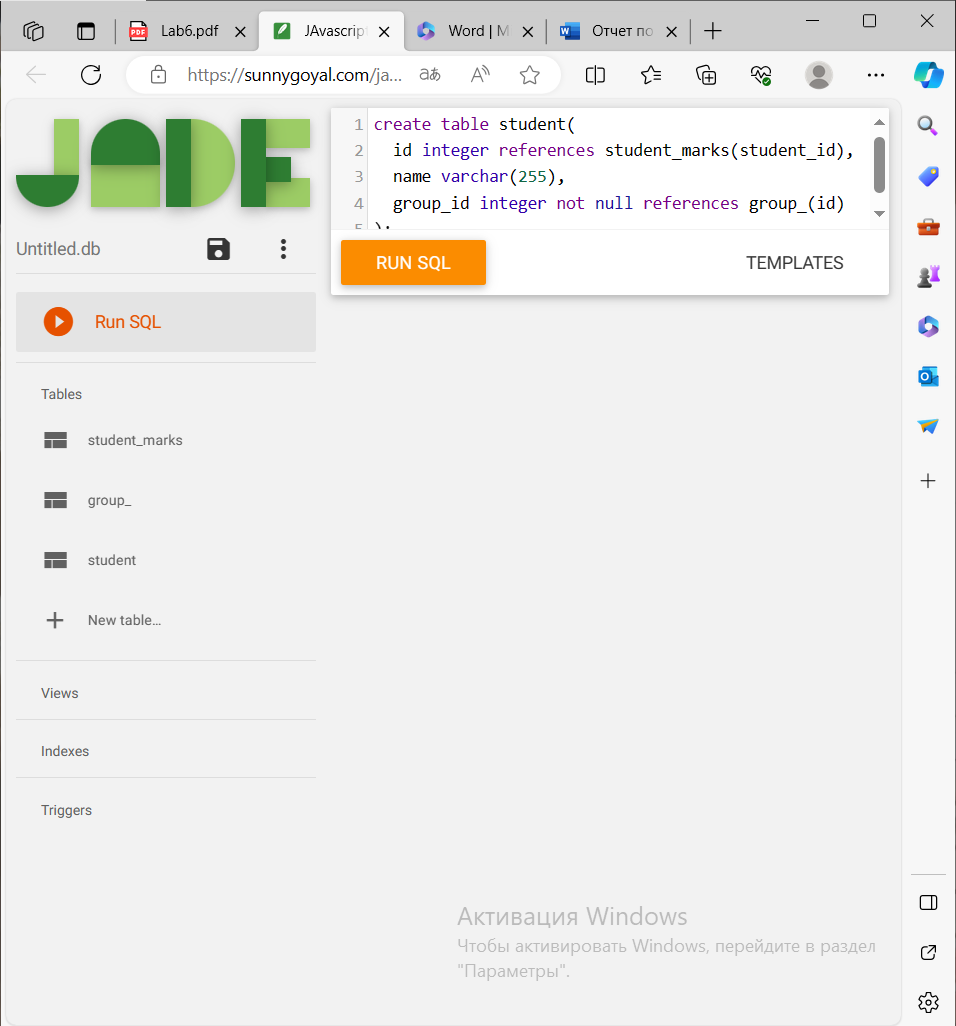 Lab6.pdf
JAvascrip
Word | M
Отчет по
https://sunnygoyal.com/ja...
JADE
Untitled.db
Run SQL
Tables
student_marks
group_
student
New table...
Views
Indexes
Triggers
1 create table student(
2 id integer references student_marks(student_id),
3 name varchar(255),
4 group_id integer not null references group_(id)
5 );
RUN SQL
TEMPLATES
Активация Windows
Чтобы активировать Windows, перейдите в раздел
"Параметры".